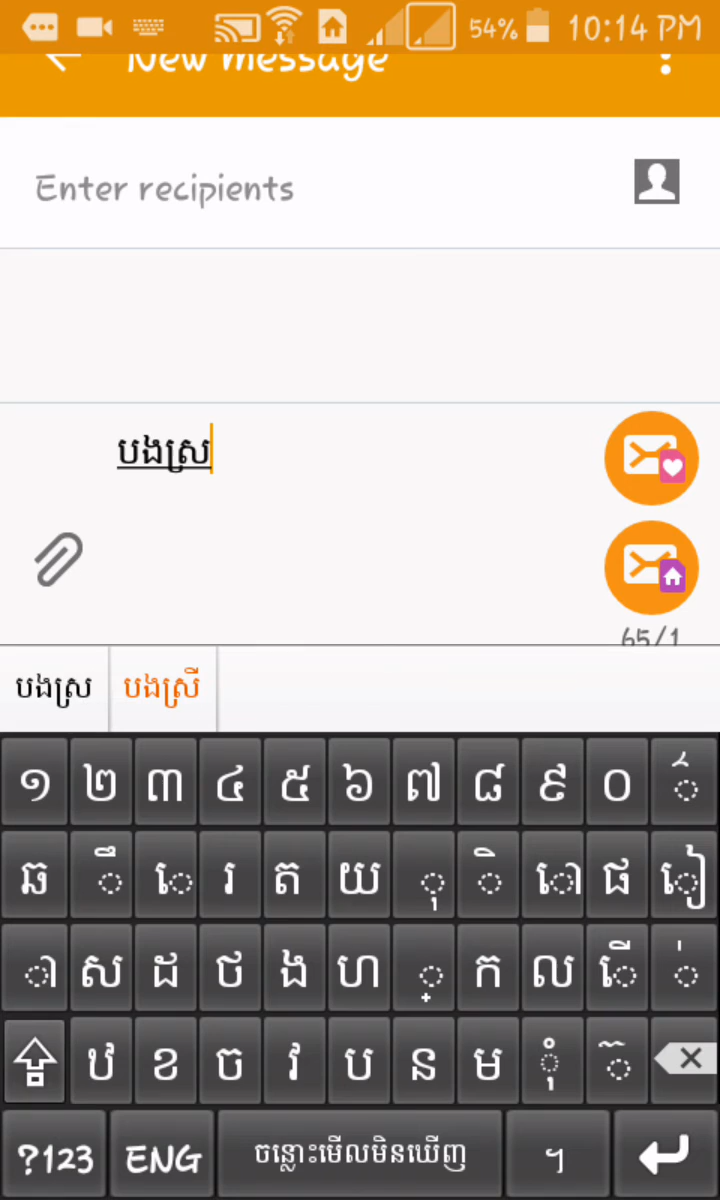 54% 10:14 PM
New message
Enter recipients
បងស្រ
65/1
បងស្រ បងស្រី
១ ២ ៣ ៤ ៥ ៦ ៧ ៨ ៩ ០ ៌
ឆ ឹ េ រ ត យ ុ ិ ោ ផ ៀ
ា ស ដ ថ ង ហ ្ ក ល ើ ់
ឋ ខ ច វ ប ន ម ុំ ៏
?123 ENG ចន្លោះមើលមិនឃើញ ។